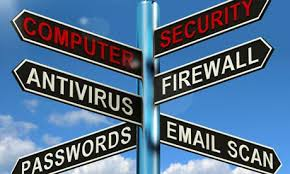 COMPUTER
SECURITY
ANTIVIRUS
FIREWALL
PASSWORDS
EMAIL SCAN